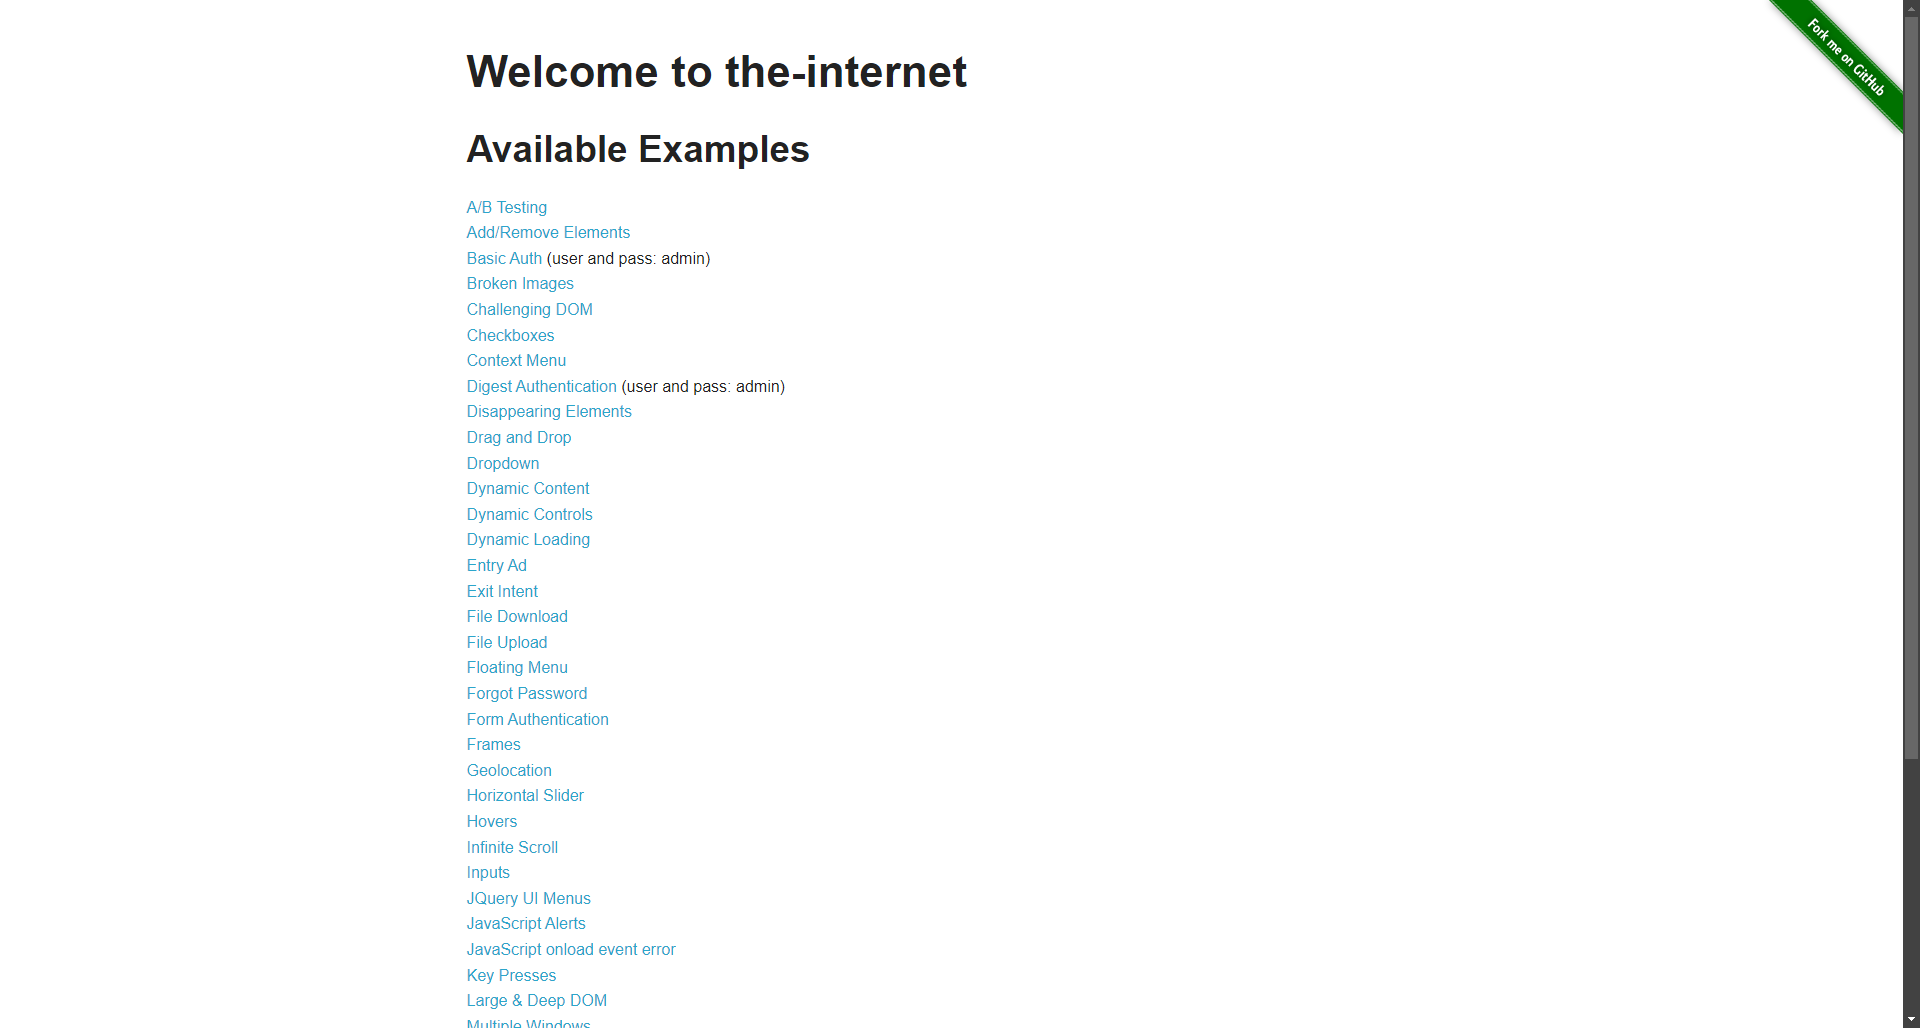 Fork me on GitHub
Welcome to the-internet
Available Examples
A/B Testing
Add/Remove Elements
Basic Auth (user and pass: admin)
Broken Images
Challenging DOM
Checkboxes
Context Menu
Digest Authentication (user and pass: admin)
Disappearing Elements
Drag and Drop
Dropdown
Dynamic Content
Dynamic Controls
Dynamic Loading
Entry Ad
Exit Intent
File Download
File Upload
Floating Menu
Forgot Password
Form Authentication
Frames
Geolocation
Horizontal Slider
Hovers
Infinite Scroll
Inputs
JQuery UI Menus
JavaScript Alerts
JavaScript onload event error
Key Presses
Large & Deep DOM
Multiple Windows